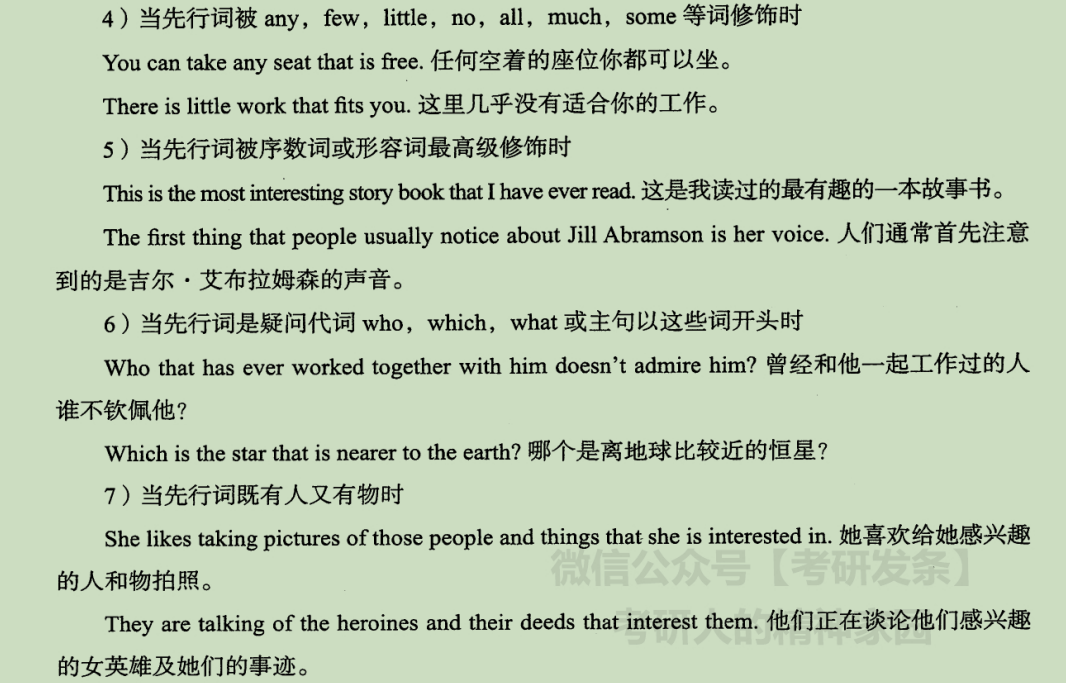 4）当先行词被 any，few，little，no，all，much，some 等词修饰时
You can take any seat that is free. 任何空着的座位你都可以坐。
There is little work that fits you. 这里几乎没有适合你的工作。
5）当先行词被序数词或形容词最高级修饰时
This is the most interesting story book that I have ever read. 这是我读过的最有趣的一本故事书。
The first thing that people usually notice about Jill Abramson is her voice. 人们通常首先注意
到的是吉尔·艾布拉姆森的声音。
6）当先行词是疑问代词 who，which，what 或主句以这些词开头时
Who that has ever worked together with him doesn't admire him? 曾经和他一起工作过的人
谁不钦佩他？
Which is the star that is nearer to the earth? 哪个是离地球比较近的恒星？
7）当先行词既有人又有物时
She likes taking pictures of those people and things that she is interested in. 她喜欢给她感兴趣
微信公众号【考研发条】
的人和物拍照。
They are talking of the heroines and their deeds that interest them. 他们正在谈论他们感兴趣
考研人的精神家园
的女英雄及她们的事迹。